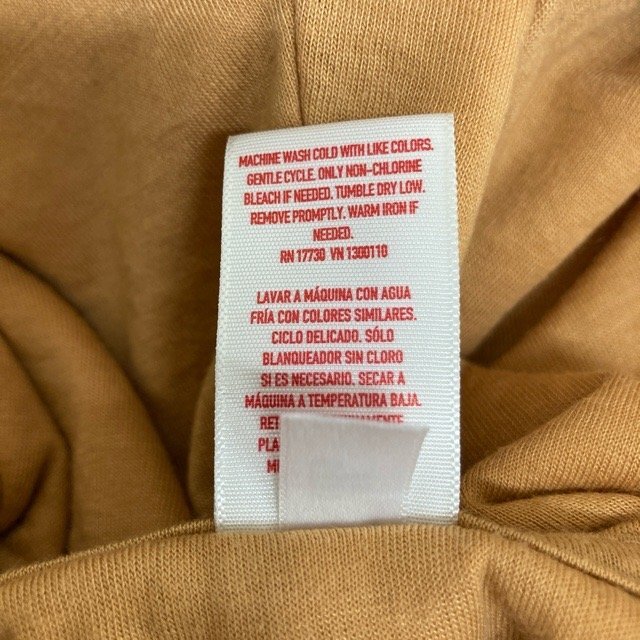 MACHINE WASH COLD WITH LIKE COLORS.
GENTLE CYCLE. ONLY NON-CHLORINE
BLEACH IF NEEDED. TUMBLE DRY LOW.
REMOVE PROMPTLY. WARM IRON IF
NEEDED.
RN 17730 VN 1300110
LAVAR A MÁQUINA CON AGUA
FRÍA CON COLORES SIMILARES.
CICLO DELICADO. SÓLO
BLANQUEADOR SIN CLORO
SI ES NECESARIO. SECAR A
MÁQUINA A TEMPERATURA BAJA.